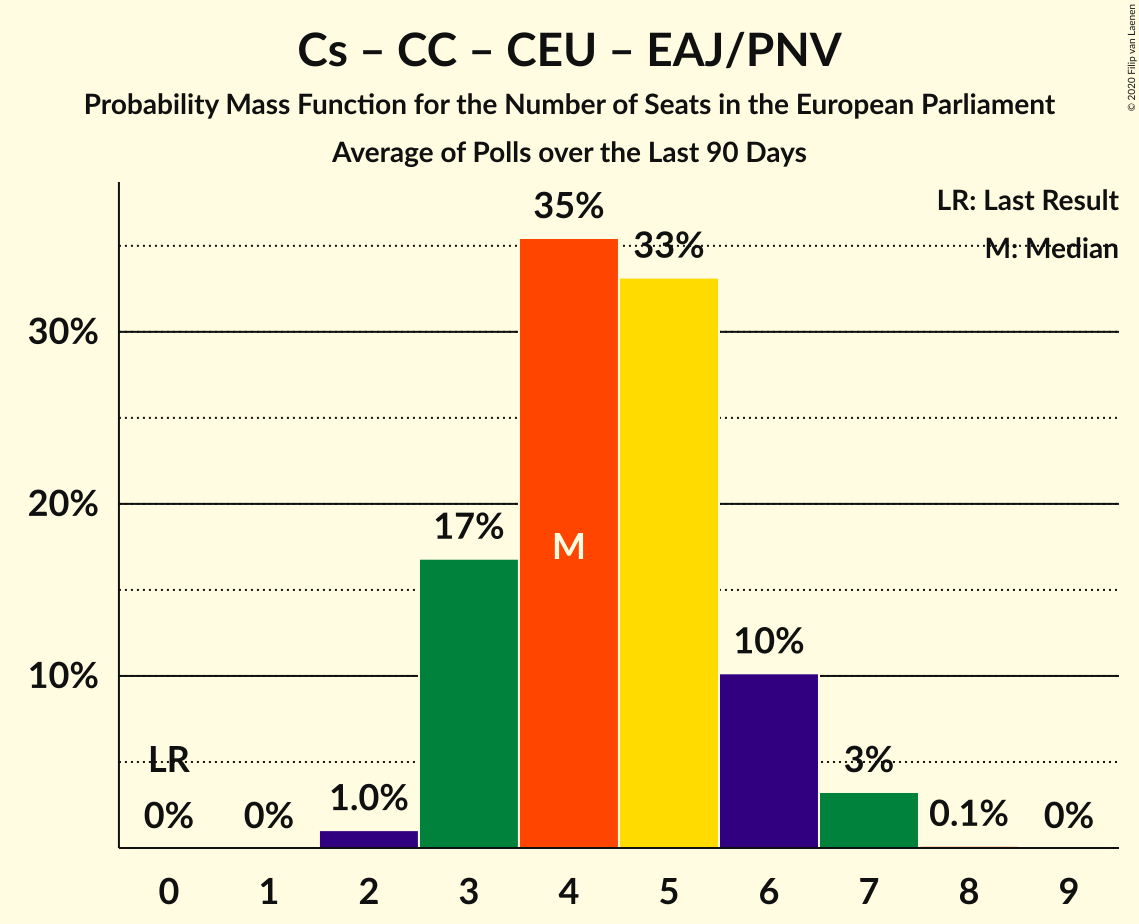 Cs – CC – CEU – EAJ/PNV
Probability Mass Function for the Number of Seats in the European Parliament
Average of Polls over the Last 90 Days
© 2020 Filip van Laenen
LR: Last Result
M: Median
35%
33%
30%
20%
17%
M
10%
10%
LR
3%
0%
0%
1.0%
0.1%
0%
0 1 2 3 4 5 6 7 8 9